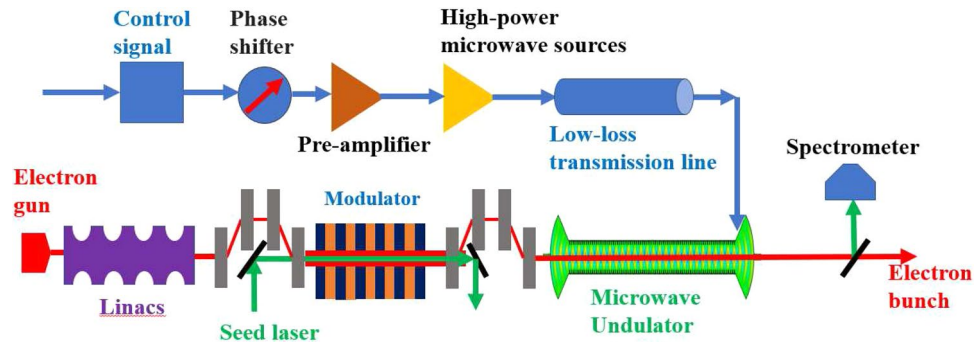 Control
signal
Phase
shifter
High-power
microwave sources
Pre-amplifier
Low-loss
transmission line
Spectrometer
Electron
gun
Modulator
Linacs
Seed laser
Microwave
Undulator
Electron
bunch